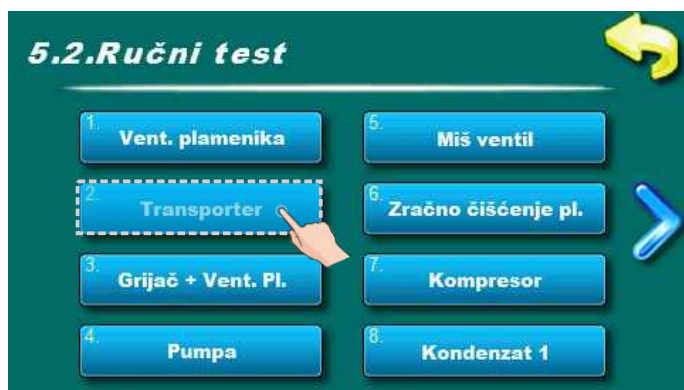 5.2.Ručni test
1. Vent. plamenika
2. Transporter
3. Grijač + Vent. Pl.
4. Pumpa
5. Miš ventil
6. Zračno čišćenje pl.
7. Kompresor
8. Kondenzat 1